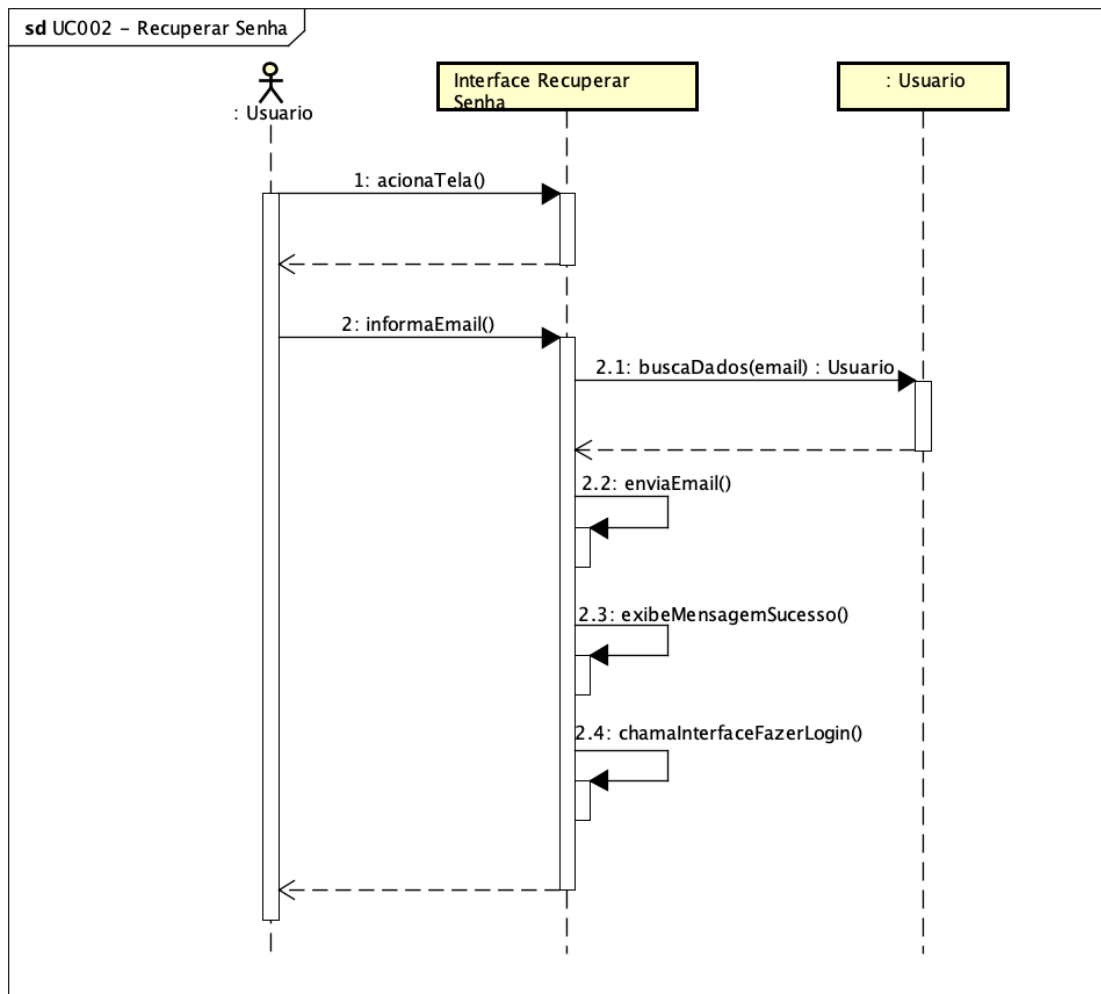 sd UC002 - Recuperar Senha
: Usuario
Interface Recuperar
Senha
: Usuario
1: acionaTela()
2: informaEmail()
2.1: buscaDados(email) : Usuario
2.2: enviaEmail()
2.3: exibeMensagemSucesso()
2.4: chamaInterfaceFazerLogin()